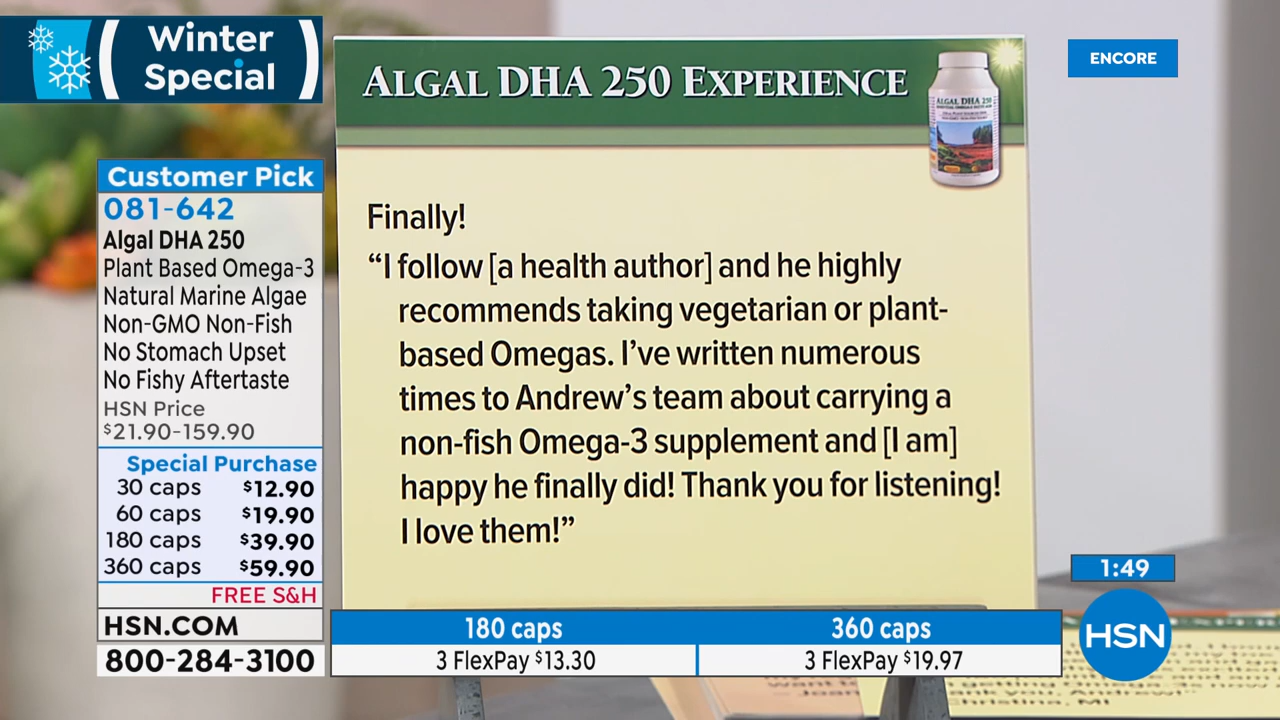 Winter
Special
ENCORE
ALGAL DHA 250 EXPERIENCE
ALGAL DHA 250
Customer Pick
081-642
Algal DHA 250
Plant Based Omega-3
Natural Marine Algae
Non-GMO Non-Fish
No Stomach Upset
No Fishy Aftertaste
HSN Price
$21.90-159.90
Special Purchase
30 caps $12.90
60 caps $19.90
180 caps $39.90
360 caps $59.90
FREE S&H
HSN.COM
800-284-3100
Finally!
“I follow [a health author] and he highly
recommends taking vegetarian or plant-
based Omegas. I’ve written numerous
times to Andrew’s team about carrying a
non-fish Omega-3 supplement and [I am]
happy he finally did! Thank you for listening!
I love them!”
180 caps
3 FlexPay $13.30
360 caps
3 FlexPay $19.97
1:49
HSN